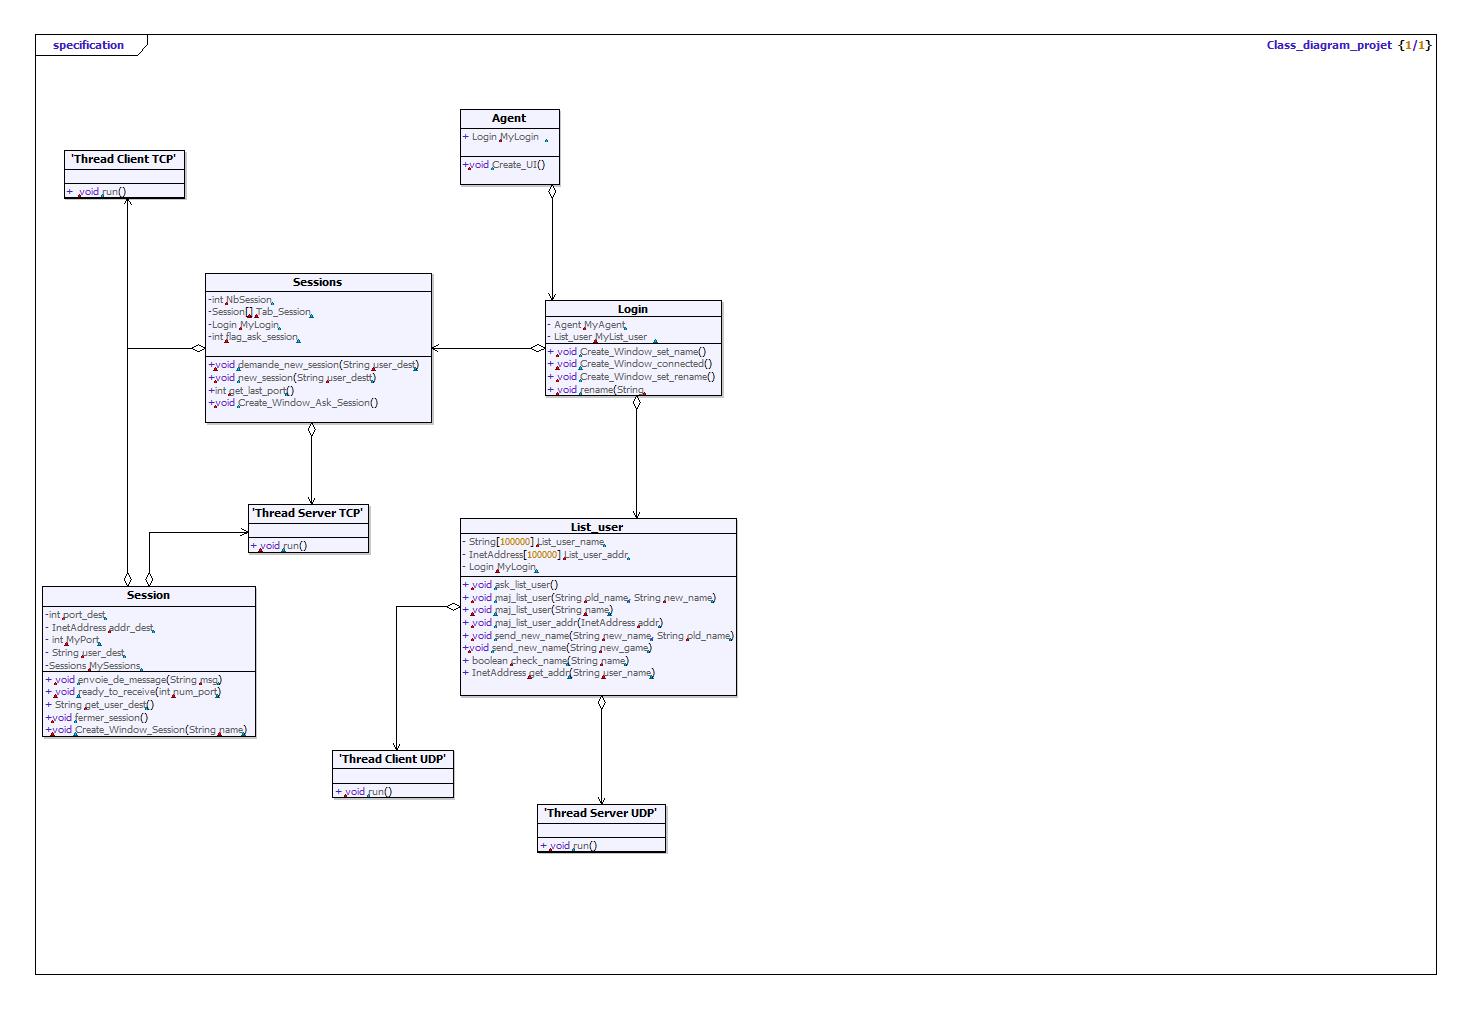 specification
Class_diagram_projet {1/1}
Agent
+ Login MyLogin
+void Create_UI()
'Thread Client TCP'
+ void run()
Sessions
-int NbSession
-Session[] Tab_Session
-Login MyLogin
-int flag_ask_session
+void demande_new_session(String user_dest)
+void new_session(String user_destt)
+int get_last_port()
+void Create_Window_Ask_Session()
Login
- Agent MyAgent
- List_user MyList_user
+ void Create_Window_set_name()
+ void Create_Window_connected()
+ void Create_Window_set_rename()
+ void rename(String
'Thread Server TCP'
+ void run()
List_user
- String[100000] List_user_name
- InetAddress[100000] List_user_addr
- Login MyLogin
+ void ask_list_user()
+ void maj_list_user(String old_name, String new_name)
+ void maj_list_user(String name)
+ void maj_list_user_addr(InetAddress addr)
+ void send_new_name(String new_name, String old_name)
+void send_new_name(String new_game)
+ boolean check_name(String name)
+ InetAddress get_addr(String user_name)
Session
-int port_dest
- InetAddress addr_dest
- int MyPort
- String user_dest
-Sessions MySessions
+ void envoie_de_message(String msg)
+ void ready_to_receive(int num_port)
+ String get_user_dest()
+void fermer_session()
+void Create_Window_Session(String name)
'Thread Client UDP'
+ void run()
'Thread Server UDP'
+ void run()